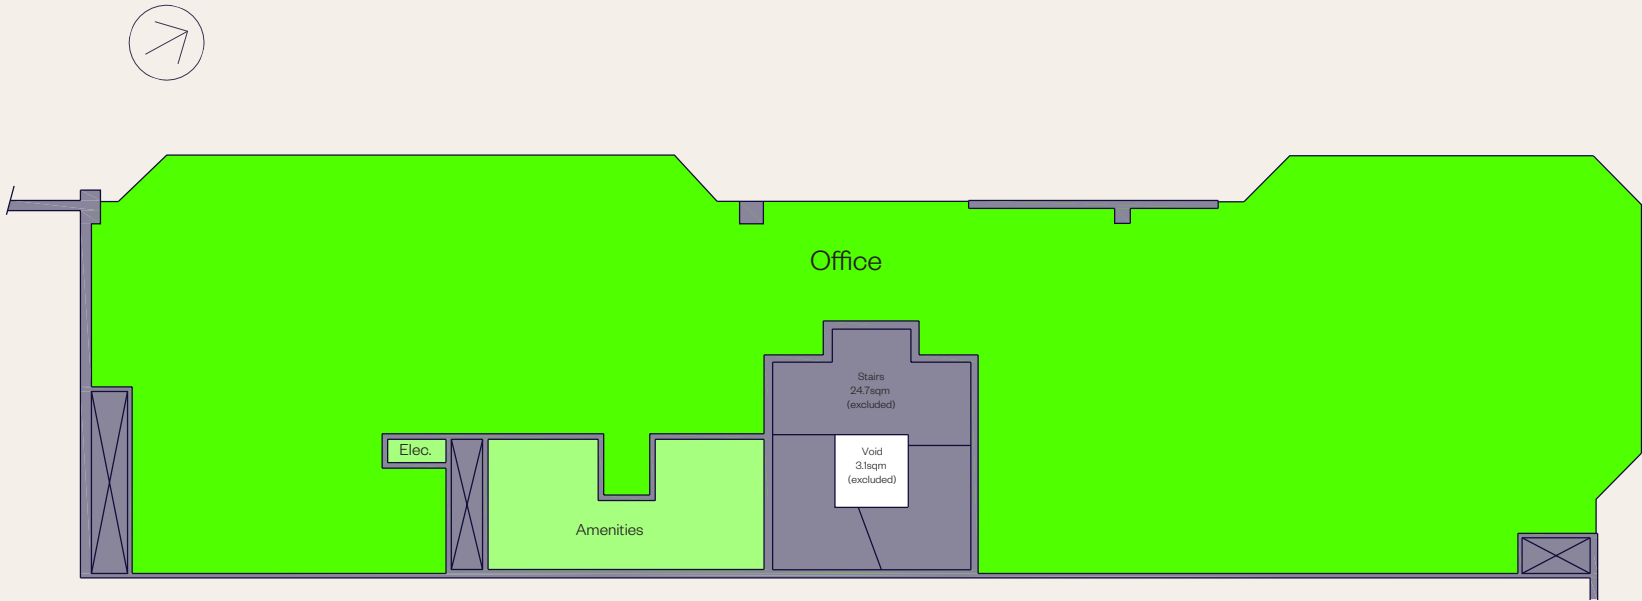 Office
Stairs
24.7sqm
(excluded)
Elec.
Void
3.1sqm
(excluded)
Amenities